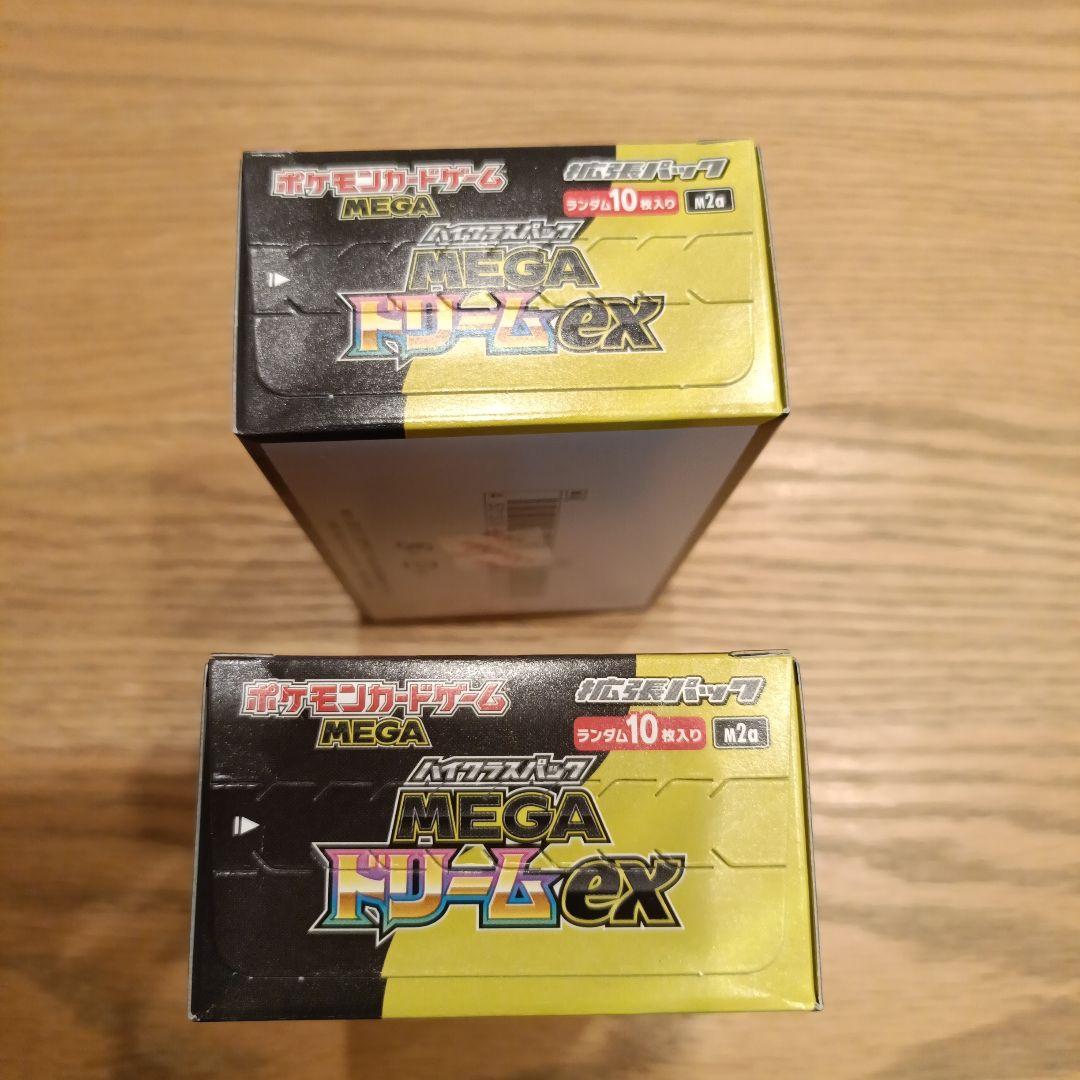 ポケモンカードゲーム
MEGA
拡張パック
ランダム10枚入り
M2a
ハイクラスパック
MEGA
ドリームex
ポケモンカードゲーム
MEGA
拡張パック
ランダム10枚入り
M2a
ハイクラスパック
MEGA
ドリームex